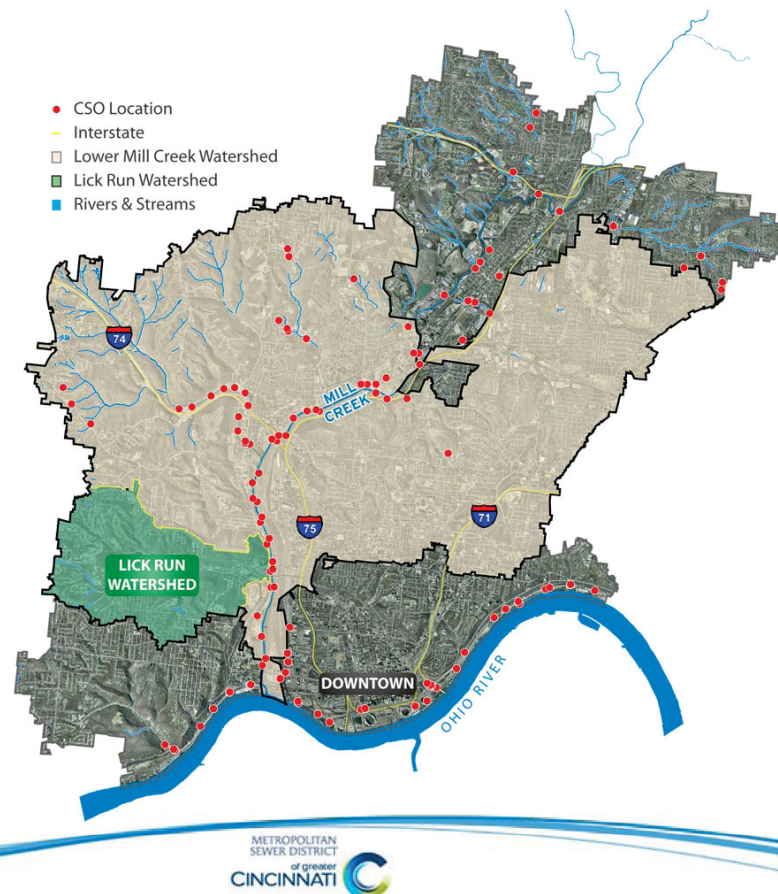 CSO Location
Interstate
Lower Mill Creek Watershed
Lick Run Watershed
Rivers & Streams
74
MILL
CREEK
75
71
LICK RUN
WATERSHED
DOWNTOWN
OHIO RIVER
METROPOLITAN
SEWER DISTRICT
of greater
CINCINNATI